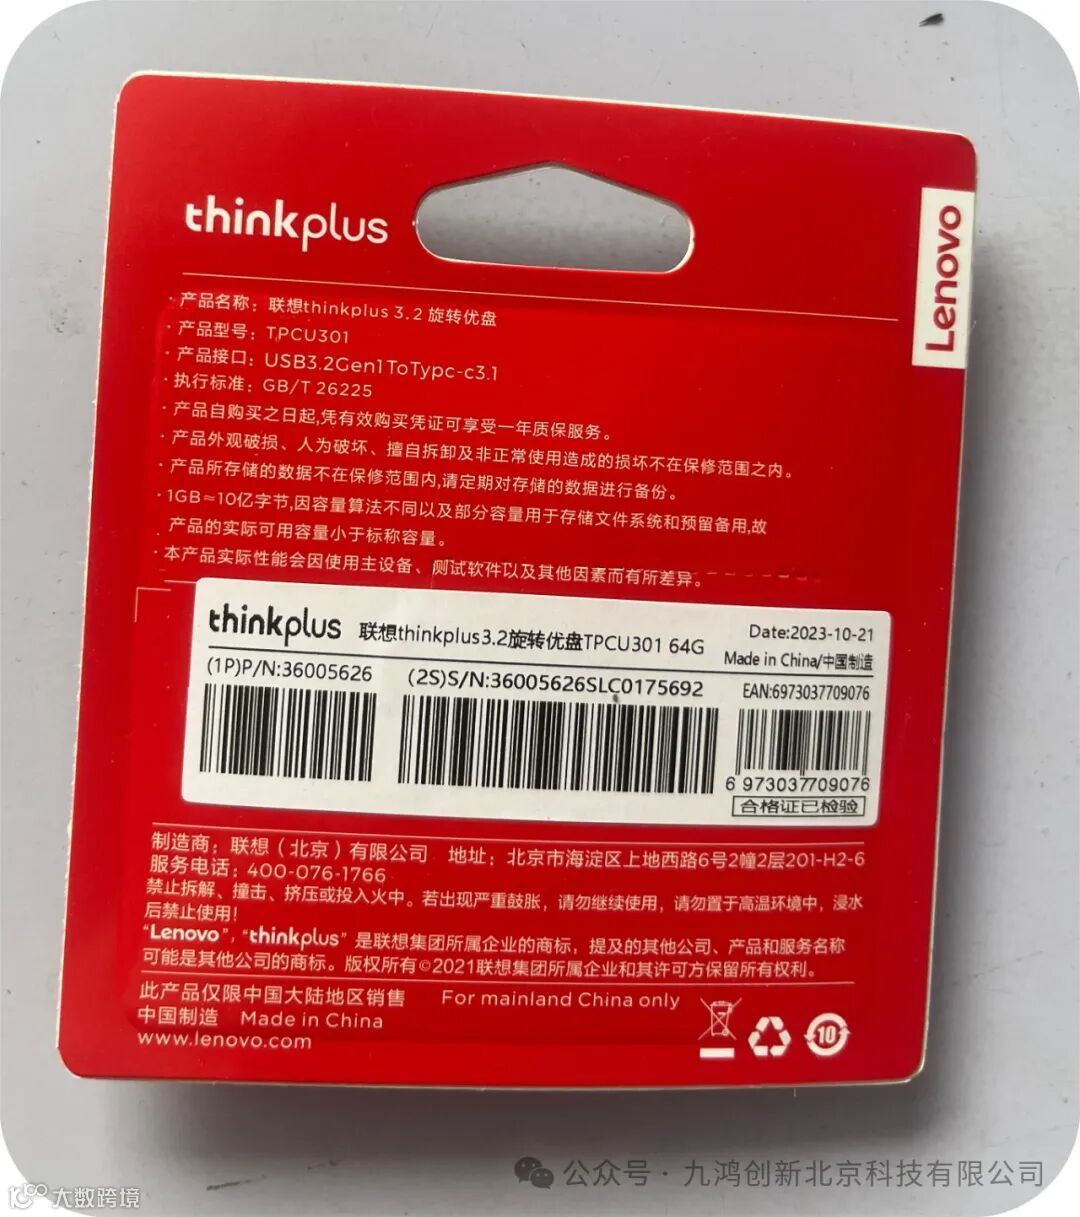 thinkplus
Lenovo
· 产品名称：联想thinkplus 3.2 旋转优盘
· 产品型号：TPCU301
· 产品接口：USB3.2Gen1ToTypc-c3.1
· 执行标准：GB/T 26225
· 产品自购买之日起,凭有效购买凭证可享受一年质保服务。
· 产品外观破损、人为破坏、擅自拆卸及非正常使用造成的损坏不在保修范围之内。
· 产品所存储的数据不在保修范围内,请定期对存储的数据进行备份。
· 1GB≈10亿字节,因容量算法不同以及部分容量用于存储文件系统和预留备用,故
产品的实际可用容量小于标称容量。
· 本产品实际性能会因使用主设备、测试软件以及其他因素而有所差异。
thinkplus 联想thinkplus3.2旋转优盘TPCU301 64G
Date:2023-10-21
Made in China/中国制造
(1P)P/N:36005626
(2S)S/N:36005626SLC0175692
EAN:6973037709076
6 973037709076
合格证已检验
制造商：联想（北京）有限公司 地址：北京市海淀区上地西路6号2幢2层201-H2-6
服务电话：400-076-1766
禁止拆解、撞击、挤压或投入火中。若出现严重鼓胀，请勿继续使用，请勿置于高温环境中，浸水
后禁止使用!
“Lenovo”, “thinkplus” 是联想集团所属企业的商标，提及的其他公司、产品和服务名称
可能是其他公司的商标。版权所有©2021联想集团所属企业和其许可方保留所有权利。
此产品仅限中国大陆地区销售 For mainland China only
中国制造 Made in China
www.lenovo.com
10
公众号 · 九鸿创新北京科技有限公司
大数跨境